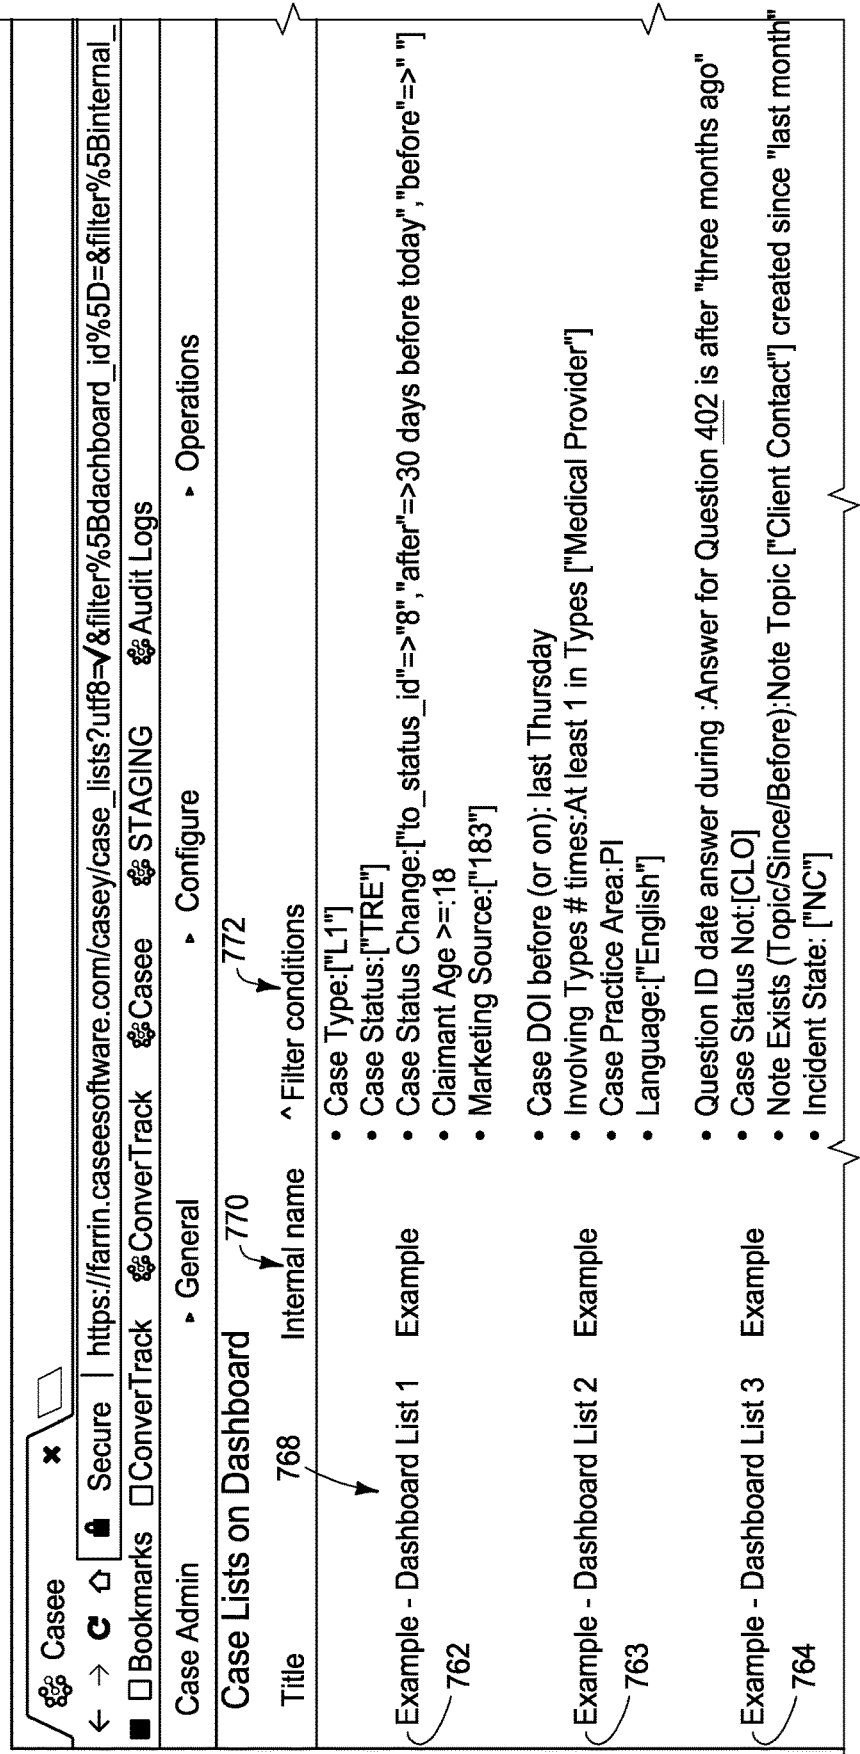 Casee
Secure | https://farrin.caseesoftware.com/casey/case_lists?utf8=√&filter%5Bdachboard_id%5D=&filter%5Binternal_
Bookmarks ConverTrack ConverTrack Casee STAGING Audit Logs
Case Admin General Configure Operations
Case Lists on Dashboard
770
772
Title Internal name ^ Filter conditions
768
• Case Type:["L1"]
• Case Status:["TRE"]
Example - Dashboard List 1 Example • Case Status Change:["to_status_id"=>"8","after"=>30 days before today","before"=>" "]
• Claimant Age >=:18
762
• Marketing Source:["183"]
• Case DOI before (or on): last Thursday
Example - Dashboard List 2 Example • Involving Types # times:At least 1 in Types ["Medical Provider"]
• Case Practice Area:PI
763
• Language:["English"]
• Question ID date answer during :Answer for Question 402 is after "three months ago"
Example - Dashboard List 3 Example • Case Status Not:[CLO]
• Note Exists (Topic/Since/Before):Note Topic ["Client Contact"] created since "last month"
764
• Incident State: ["NC"]